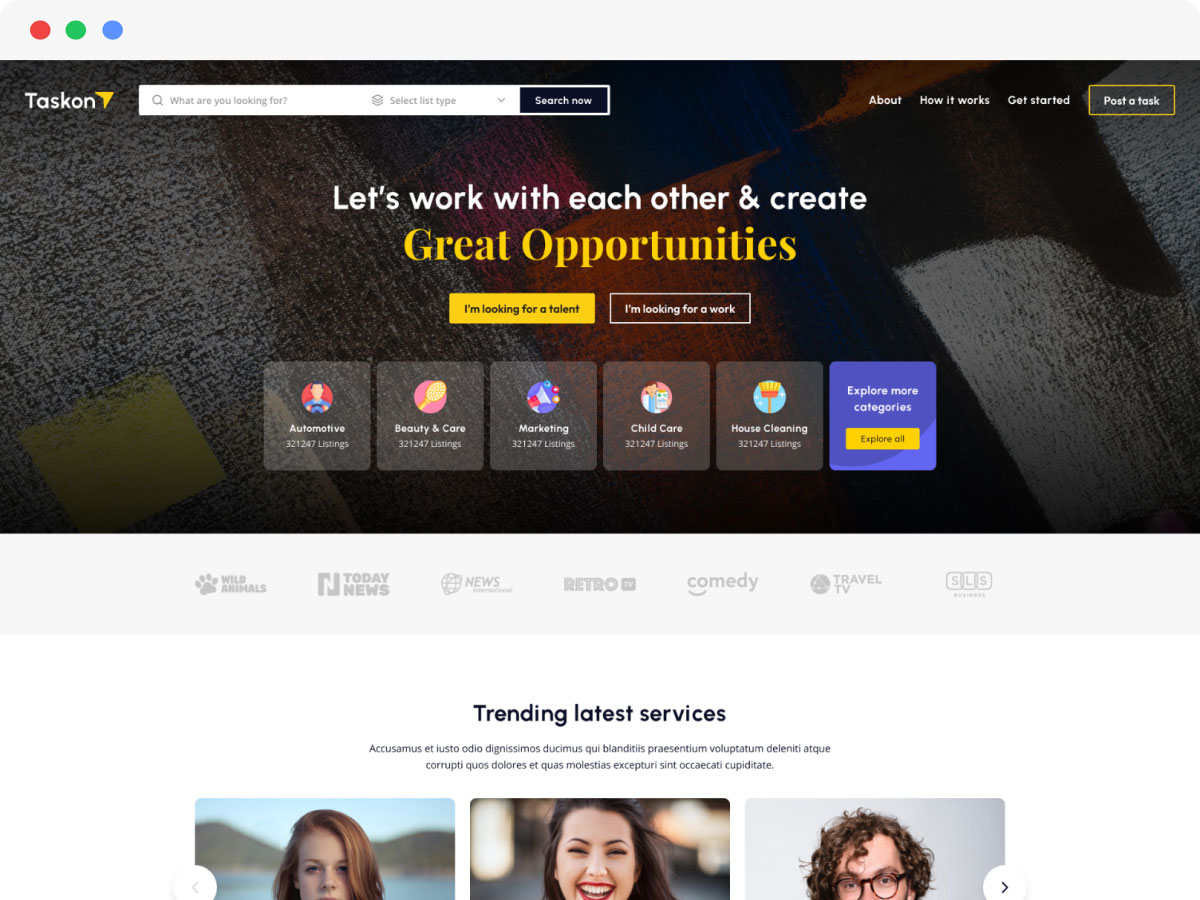 Taskon
What are you looking for?
Select list type
Search now
About
How it works
Get started
Post a task
Let's work with each other & create
Great Opportunities
I'm looking for a talent
I'm looking for a work
Automotive
321247 Listings
Beauty & Care
321247 Listings
Marketing
321247 Listings
Child Care
321247 Listings
House Cleaning
321247 Listings
Explore more
categories
Explore all
WILD
ANIMALS
TODAY
NEWS
NEWS
International
RETRO TV
comedy
TRAVEL
TV
SLS
BUSINESS
Trending latest services
Accusamus et iusto odio dignissimos ducimus qui blanditiis praesentium voluptatum deleniti atque
corrupti quos dolores et quas molestias excepturi sint occaecati cupiditate.